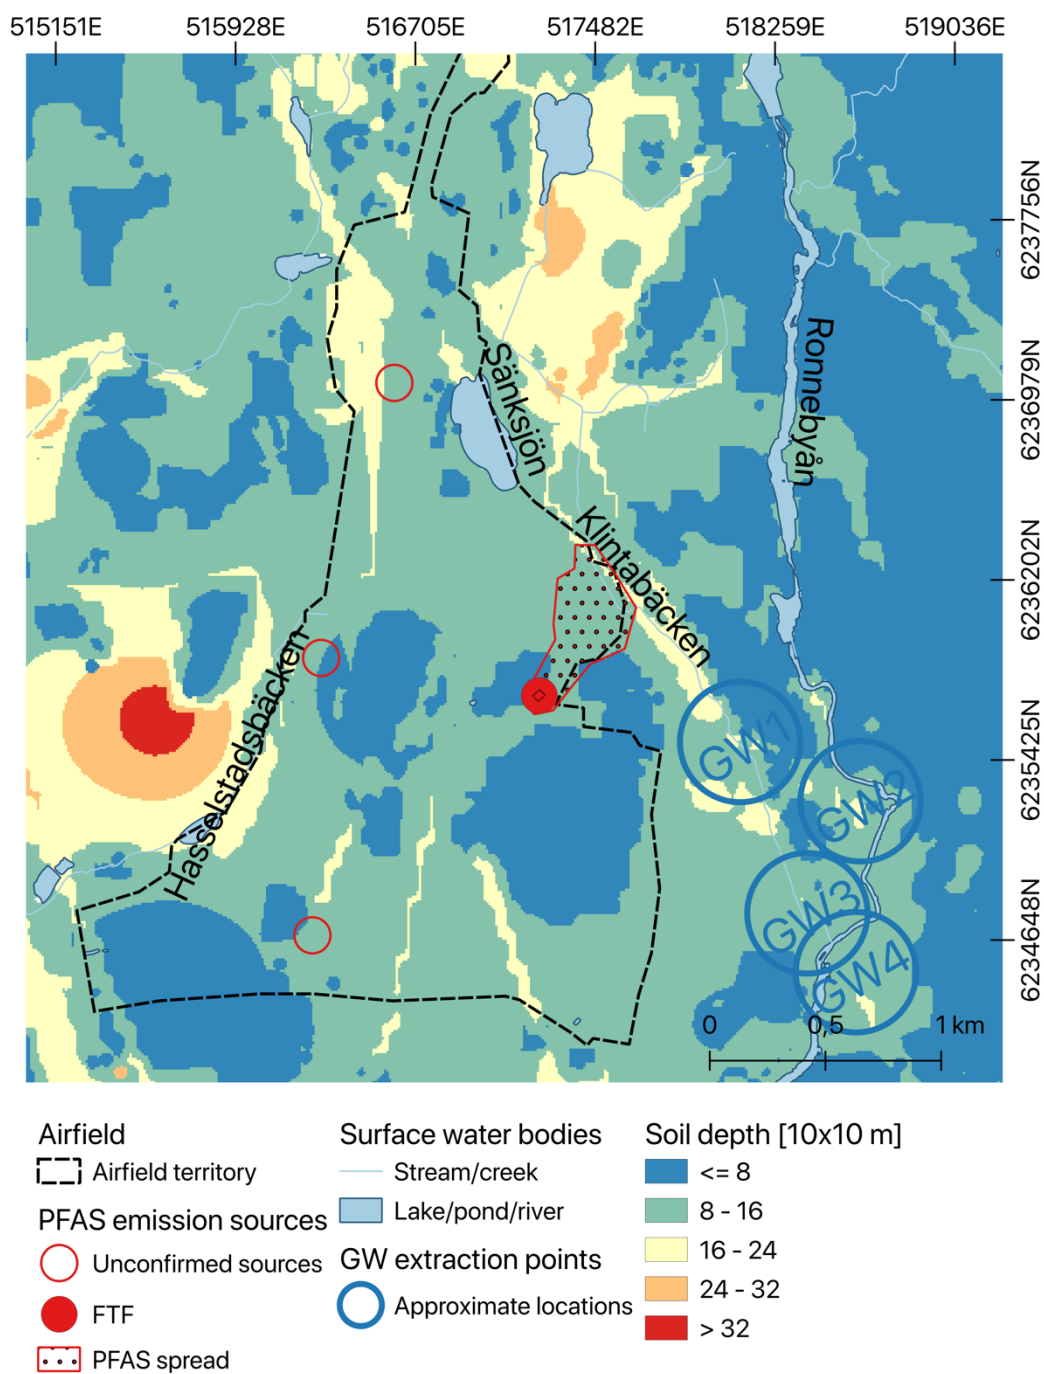 515151E 515928E 516705E 517482E 518259E 519036E
6237756N
6236979N
6236202N
6235425N
6234648N
Sänksjön
Ronnebyån
Klintabäcken
Hasselstadsbäcken
GW1
GW2
GW3
GW4
0 0,5 1 km
Airfield
Airfield territory
PFAS emission sources
Unconfirmed sources
FTF
PFAS spread
Surface water bodies
Stream/creek
Lake/pond/river
GW extraction points
Approximate locations
Soil depth [10x10 m]
<= 8
8 - 16
16 - 24
24 - 32
> 32